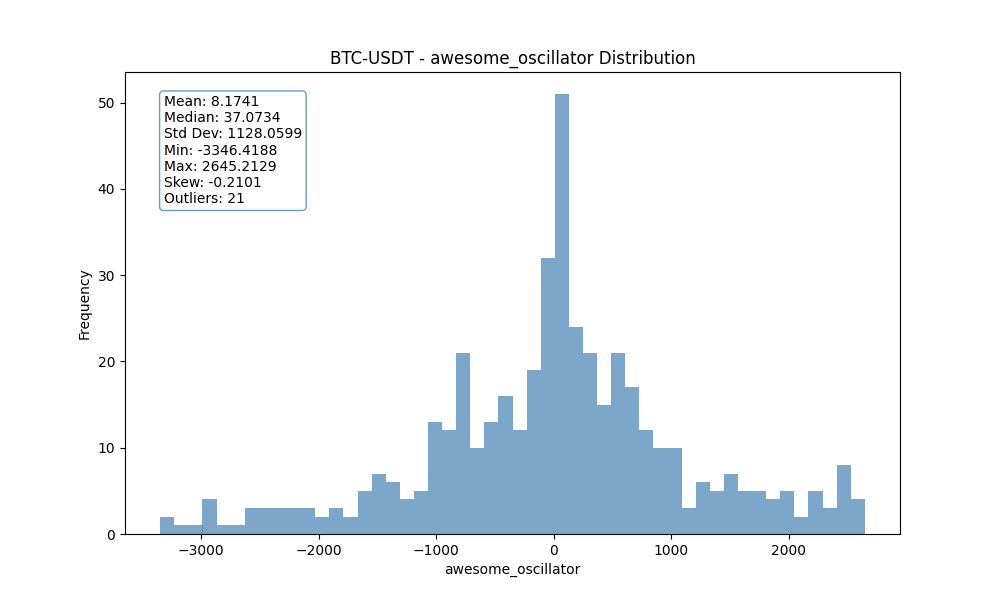 BTC-USDT - awesome_oscillator Distribution
Mean: 8.1741
Median: 37.0734
Std Dev: 1128.0599
Min: -3346.4188
Max: 2645.2129
Skew: -0.2101
Outliers: 21
50
40
30
20
10
0
Frequency
−3000 −2000 −1000 0 1000 2000
awesome_oscillator